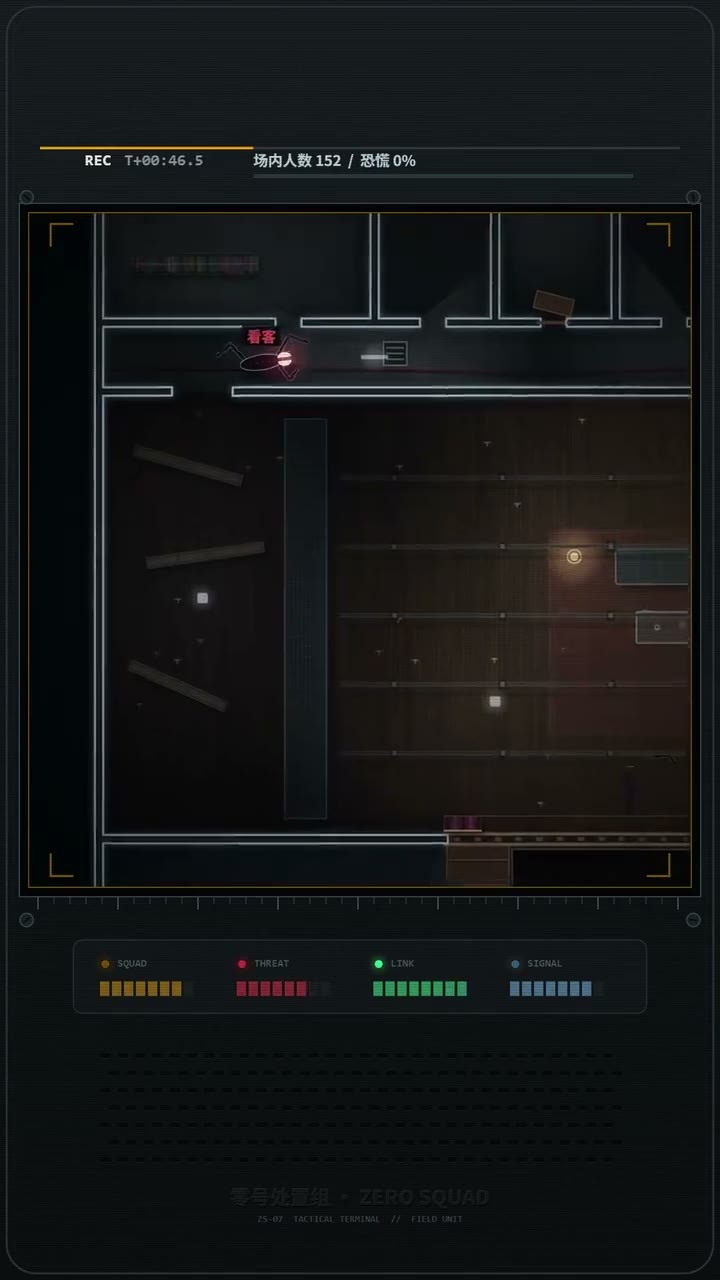 REC T+00:46.5 场内人数 152 / 恐慌 0%
看客
SQUAD THREAT LINK SIGNAL
零号处置组 · ZERO SQUAD
ZS-07 TACTICAL TERMINAL // FIELD UNIT